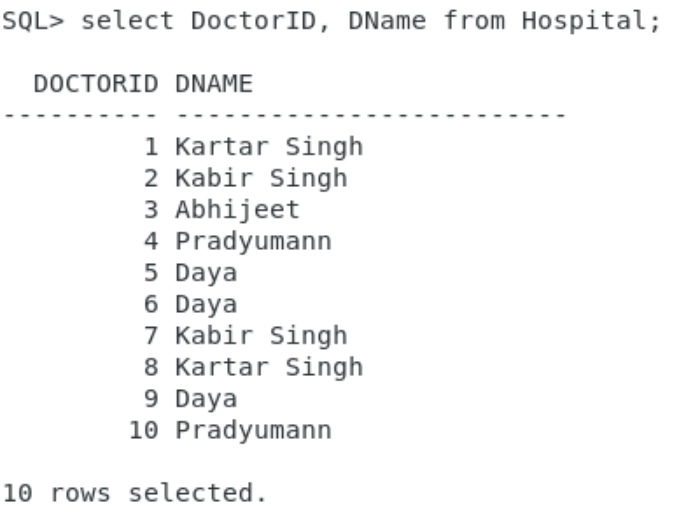 SQL> select DoctorID, DName from Hospital;
DOCTORID DNAME
---------- -------------------------
1 Kartar Singh
2 Kabir Singh
3 Abhijeet
4 Pradyumann
5 Daya
6 Daya
7 Kabir Singh
8 Kartar Singh
9 Daya
10 Pradyumann
10 rows selected.